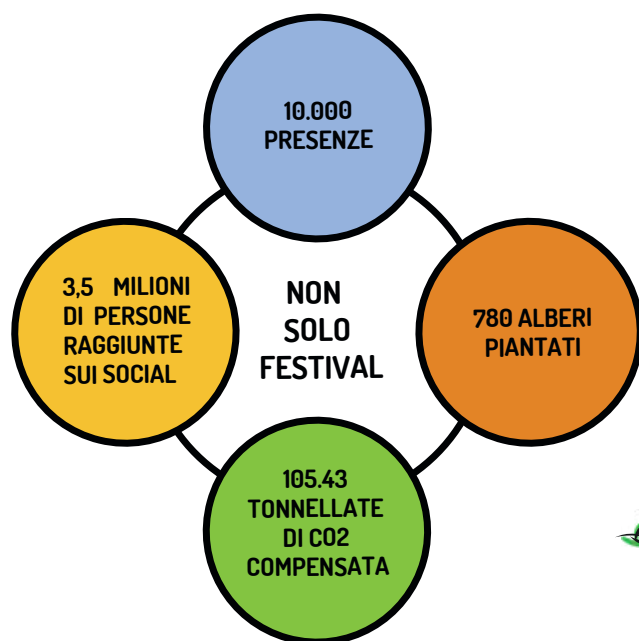 10.000
PRESENZE
3,5 MILIONI
DI PERSONE
RAGGIUNTE
SUI SOCIAL
NON
SOLO
FESTIVAL
780 ALBERI
PIANTATI
105.43
TONNELLATE
DI CO2
COMPENSATA